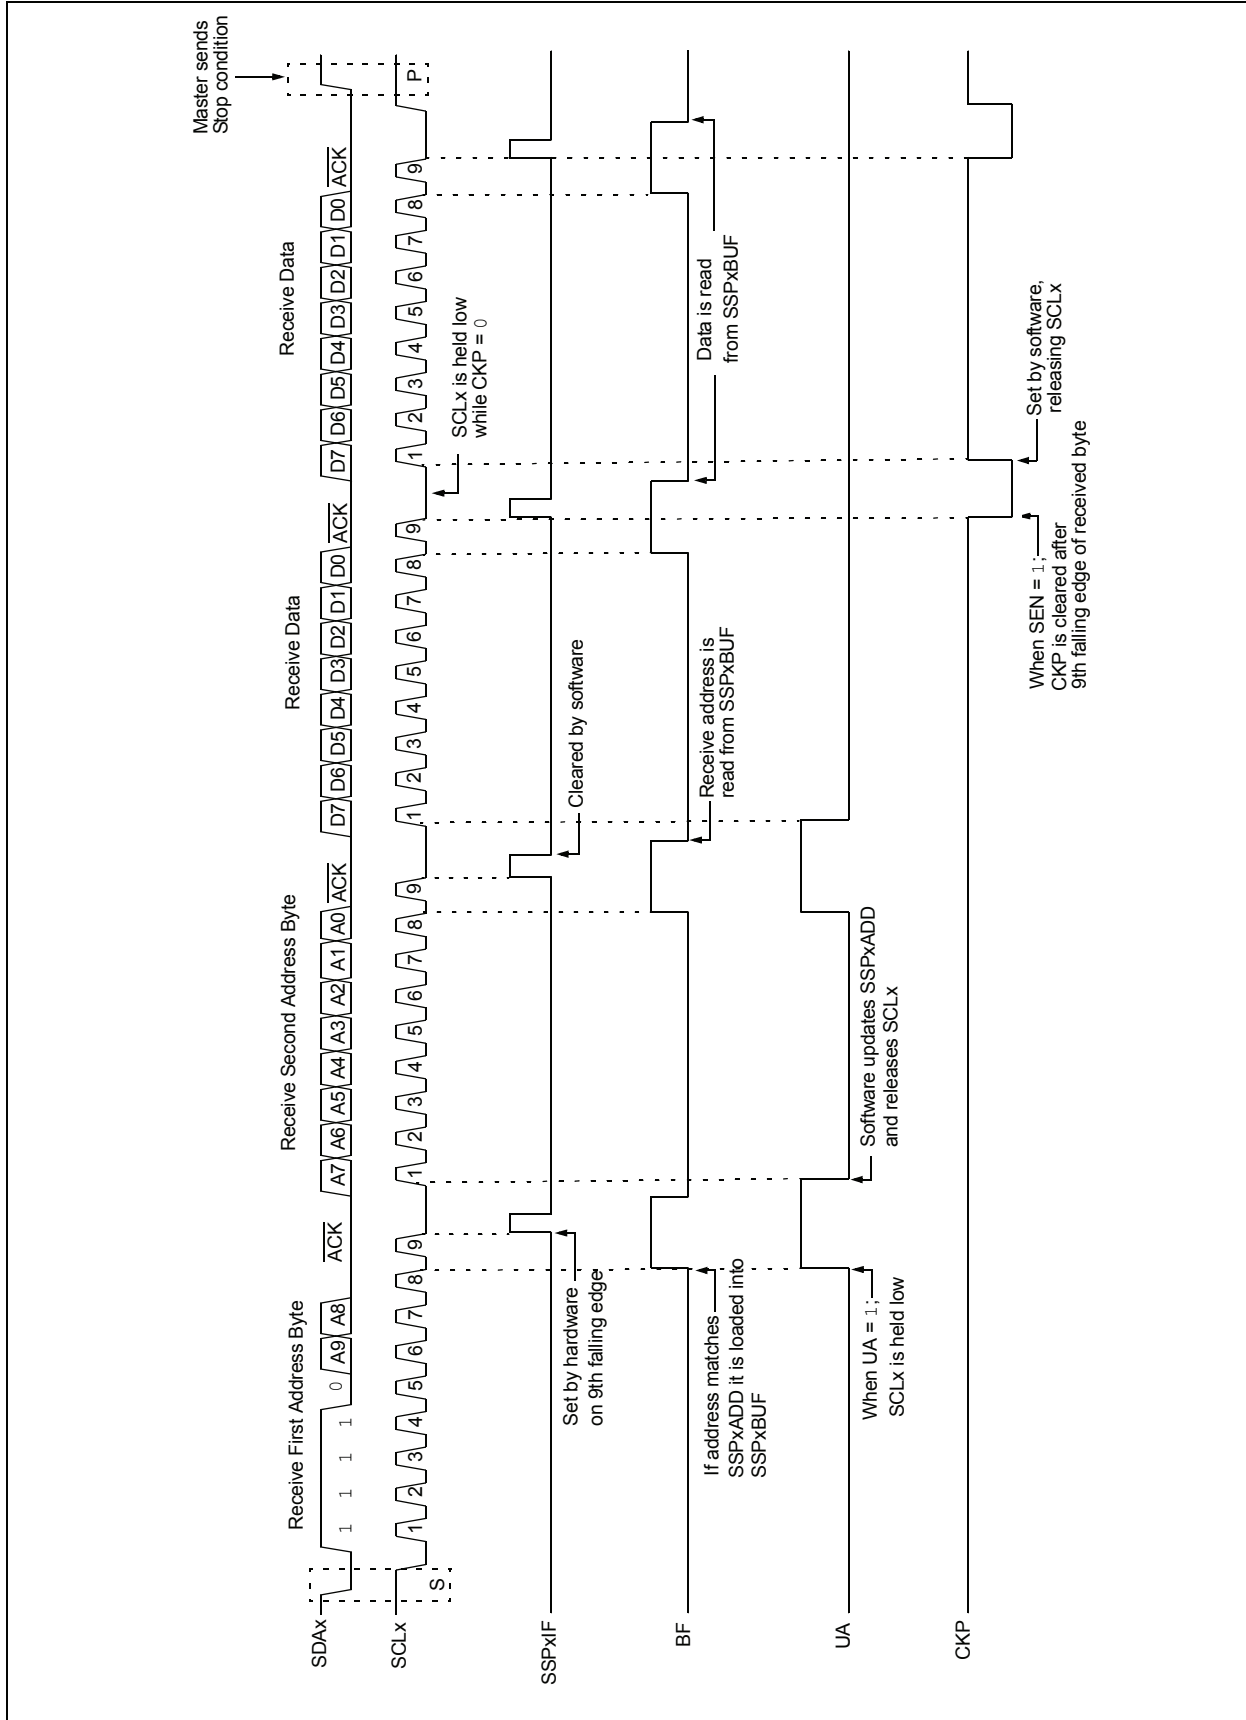 Master sends
Stop condition
Receive First Address Byte
Receive Second Address Byte
Receive Data
Receive Data
SDAx
1 1 1 1 0 A9 A8 ACK
A7 A6 A5 A4 A3 A2 A1 A0 ACK
D7 D6 D5 D4 D3 D2 D1 D0 ACK
D7 D6 D5 D4 D3 D2 D1 D0 ACK
SCLx
S
1 2 3 4 5 6 7 8 9
1 2 3 4 5 6 7 8 9
1 2 3 4 5 6 7 8 9
1 2 3 4 5 6 7 8 9
P
SCLx is held low
while CKP = 0
SSPxIF
Set by hardware
on 9th falling edge
Cleared by software
BF
If address matches
SSPxADD it is loaded into
SSPxBUF
Receive address is
read from SSPxBUF
Data is read
from SSPxBUF
UA
When UA = 1;
SCLx is held low
Software updates SSPxADD
and releases SCLx
CKP
When SEN = 1;
CKP is cleared after
9th falling edge of received byte
Set by software,
releasing SCLx